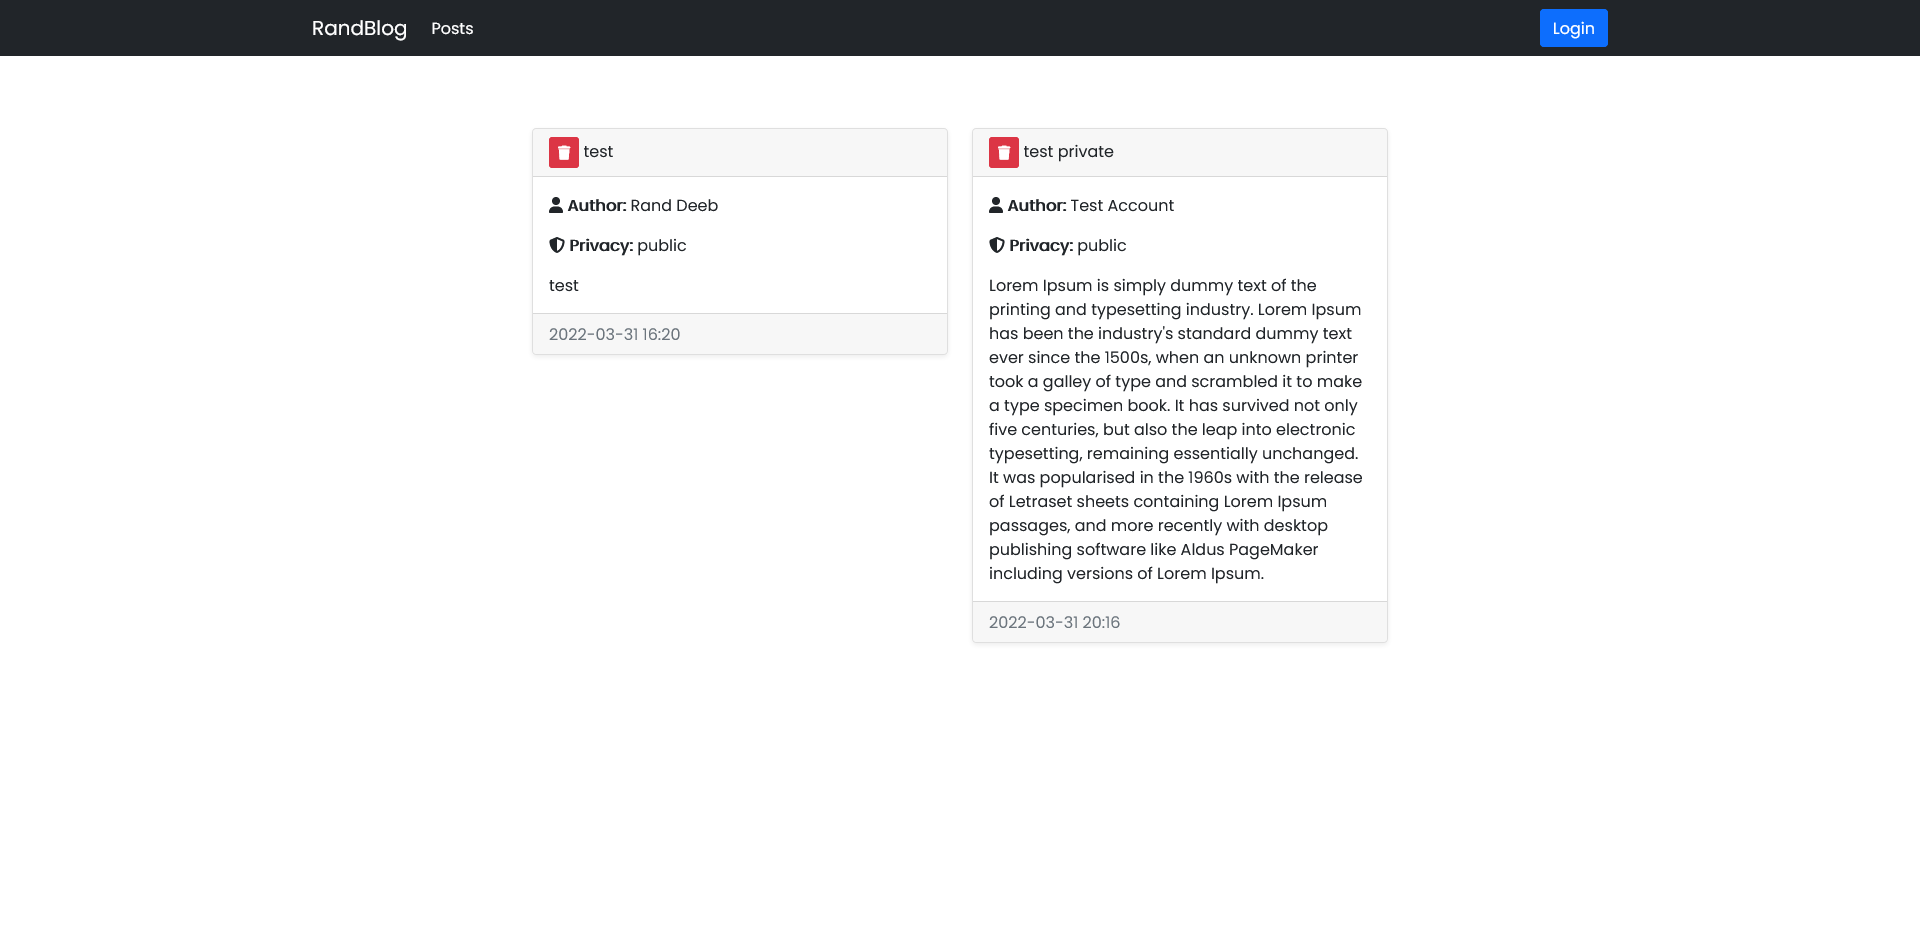 RandBlog
Posts
Login
test
Author: Rand Deeb
Privacy: public
test
2022-03-31 16:20
test private
Author: Test Account
Privacy: public
Lorem Ipsum is simply dummy text of the
printing and typesetting industry. Lorem Ipsum
has been the industry's standard dummy text
ever since the 1500s, when an unknown printer
took a galley of type and scrambled it to make
a type specimen book. It has survived not only
five centuries, but also the leap into electronic
typesetting, remaining essentially unchanged.
It was popularised in the 1960s with the release
of Letraset sheets containing Lorem Ipsum
passages, and more recently with desktop
publishing software like Aldus PageMaker
including versions of Lorem Ipsum.
2022-03-31 20:16